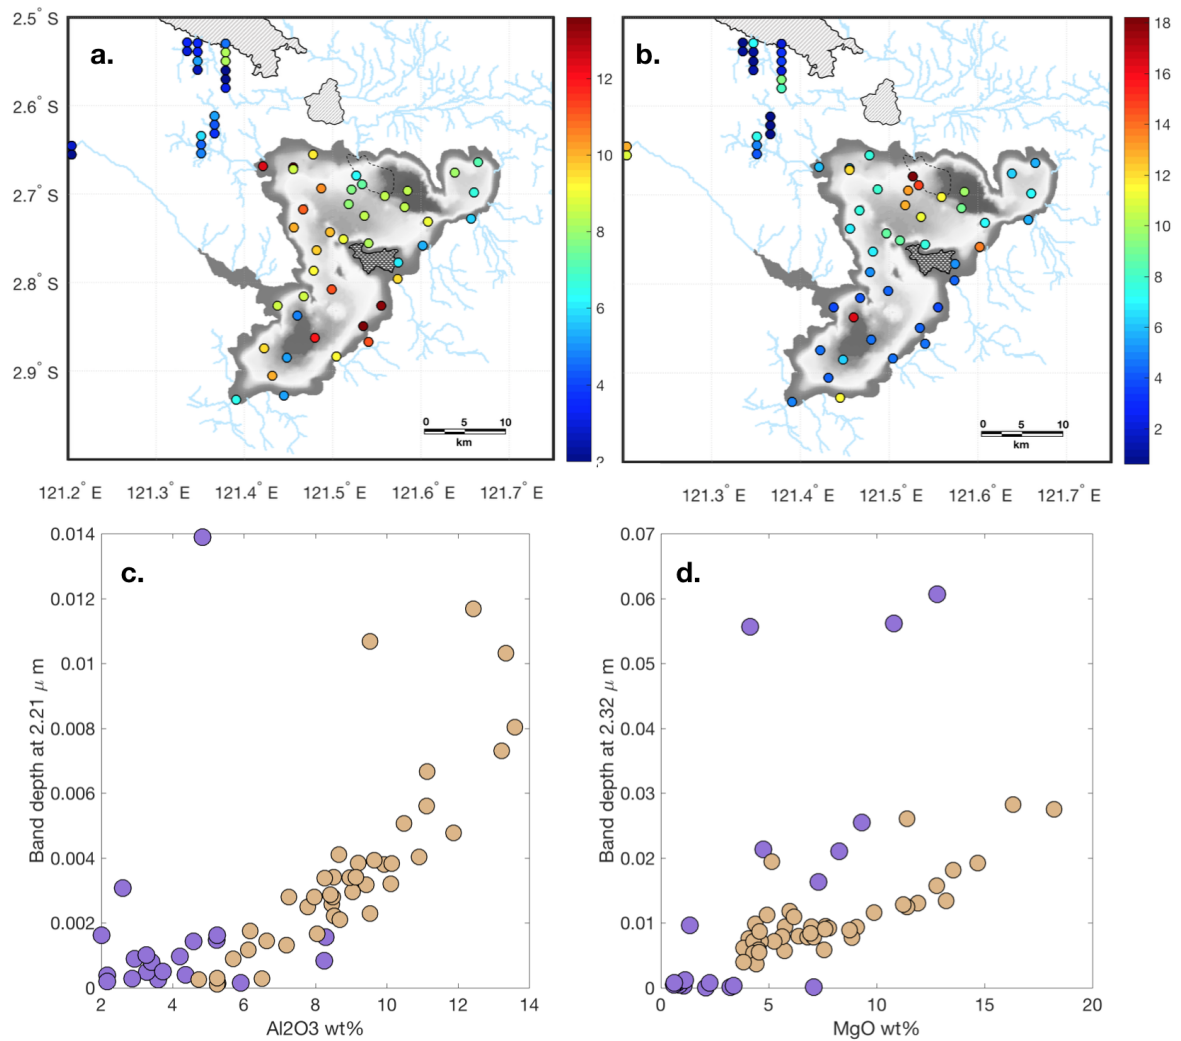 2.5° S
2.6° S
2.7° S
2.8° S
2.9° S
a.
0 5 10
km
121.2° E 121.3° E 121.4° E 121.5° E 121.6° E 121.7° E
12
10
8
6
4
b.
0 5 10
km
121.3° E 121.4° E 121.5° E 121.6° E 121.7° E
18
16
14
12
10
8
6
4
2
c.
0.014
0.012
0.01
0.008
0.006
0.004
0.002
0
Band depth at 2.21 μ m
2 4 6 8 10 12 14
Al2O3 wt%
d.
0.07
0.06
0.05
0.04
0.03
0.02
0.01
0
Band depth at 2.32 μ m
5 10 15 20
MgO wt%